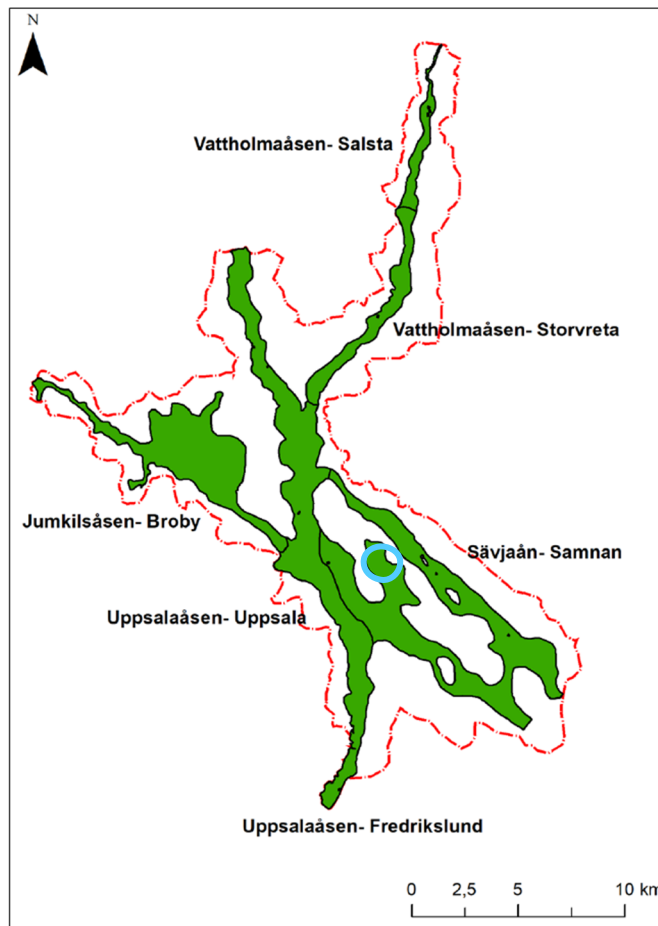 N
Vattholmaåsen- Salsta
Vattholmaåsen- Storvreta
Jumkilsåsen- Broby
Sävjaån- Samnan
Uppsalaåsen- Uppsala
Uppsalaåsen- Fredrikslund
0 2,5 5 10 km